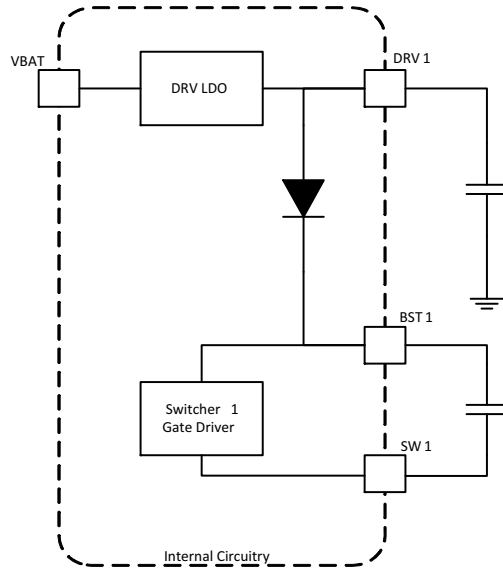 DRV 1
VBAT
DRV LDO
BST 1
Switcher 1
Gate Driver
SW 1
Internal Circuitry